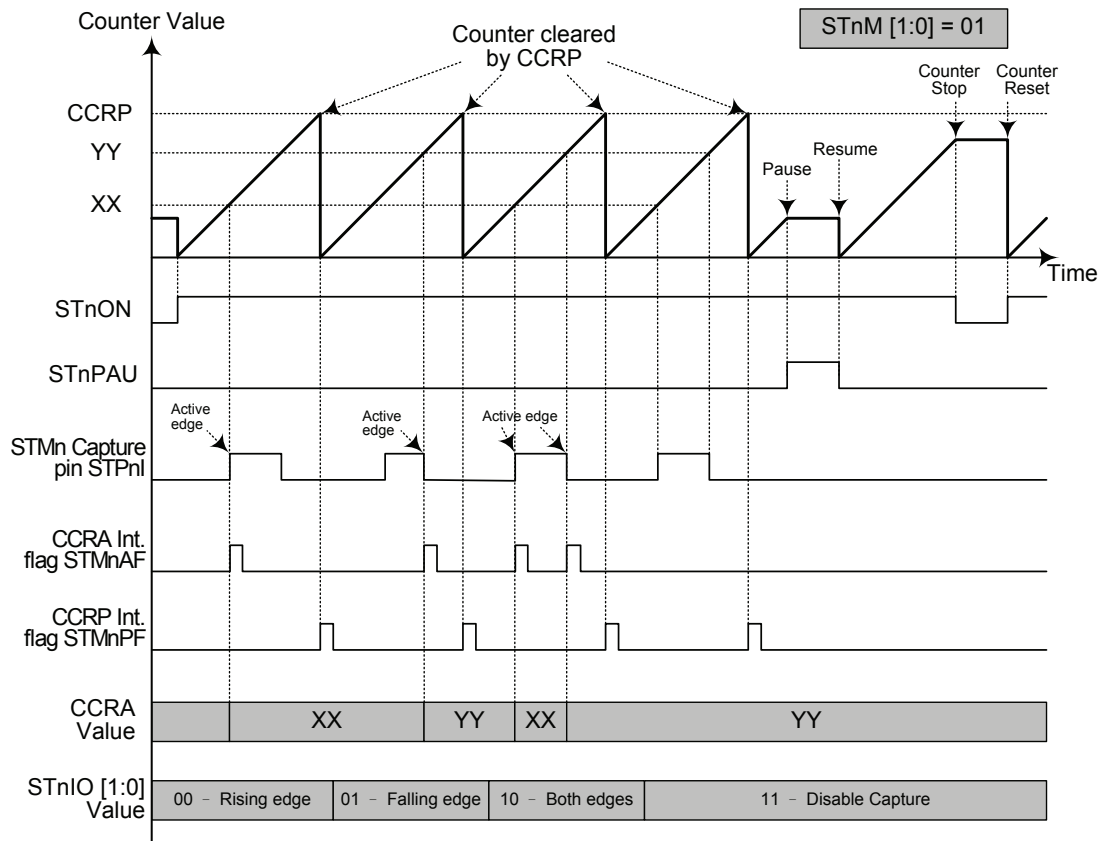 Counter Value
STnM [1:0] = 01
Counter cleared
by CCRP
Counter
Stop
Counter
Reset
CCRP
YY
XX
Pause
Resume
Time
STnON
STnPAU
Active
edge
Active
edge
Active edge
STMn Capture
pin STPnI
CCRA Int.
flag STMnAF
CCRP Int.
flag STMnPF
CCRA
Value
XX
YY
XX
YY
STnIO [1:0]
Value
00 – Rising edge
01 – Falling edge
10 – Both edges
11 – Disable Capture